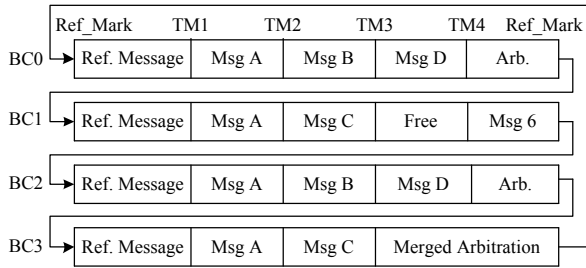 Ref_Mark TM1 TM2 TM3 TM4 Ref_Mark
BC0 Ref. Message Msg A Msg B Msg D Arb.
BC1 Ref. Message Msg A Msg C Free Msg 6
BC2 Ref. Message Msg A Msg B Msg D Arb.
BC3 Ref. Message Msg A Msg C Merged Arbitration